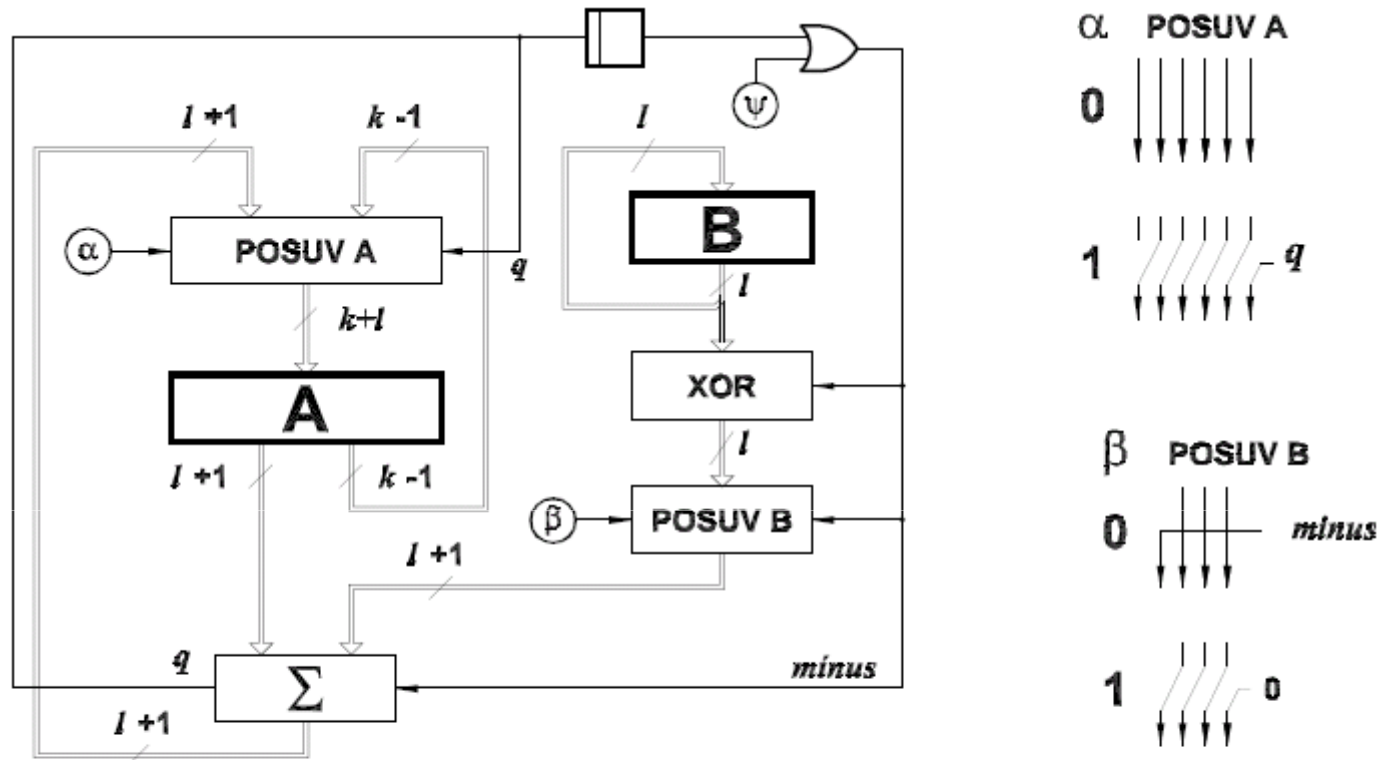 ψ
l +1
k -1
l
POSUV A
α
q
B
l
k+l
XOR
A
l +1
k -1
l
β
POSUV B
l +1
q
Σ
minus
l +1
α POSUV A
0
1
q
β POSUV B
0
minus
1
0